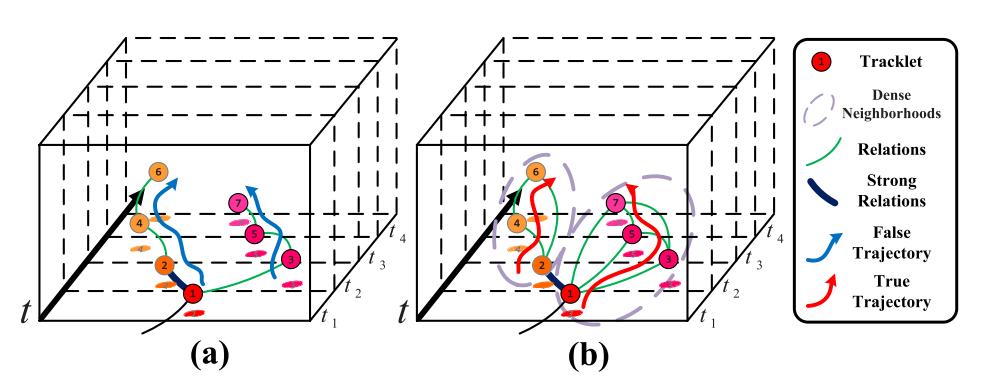 6
4
7
5
2
3
1
t
t1
t2
t3
t4
(a)
6
4
7
5
2
3
1
t
t1
t2
t3
t4
(b)
1
Tracklet
Dense
Neighborhoods
Relations
Strong
Relations
False
Trajectory
True
Trajectory